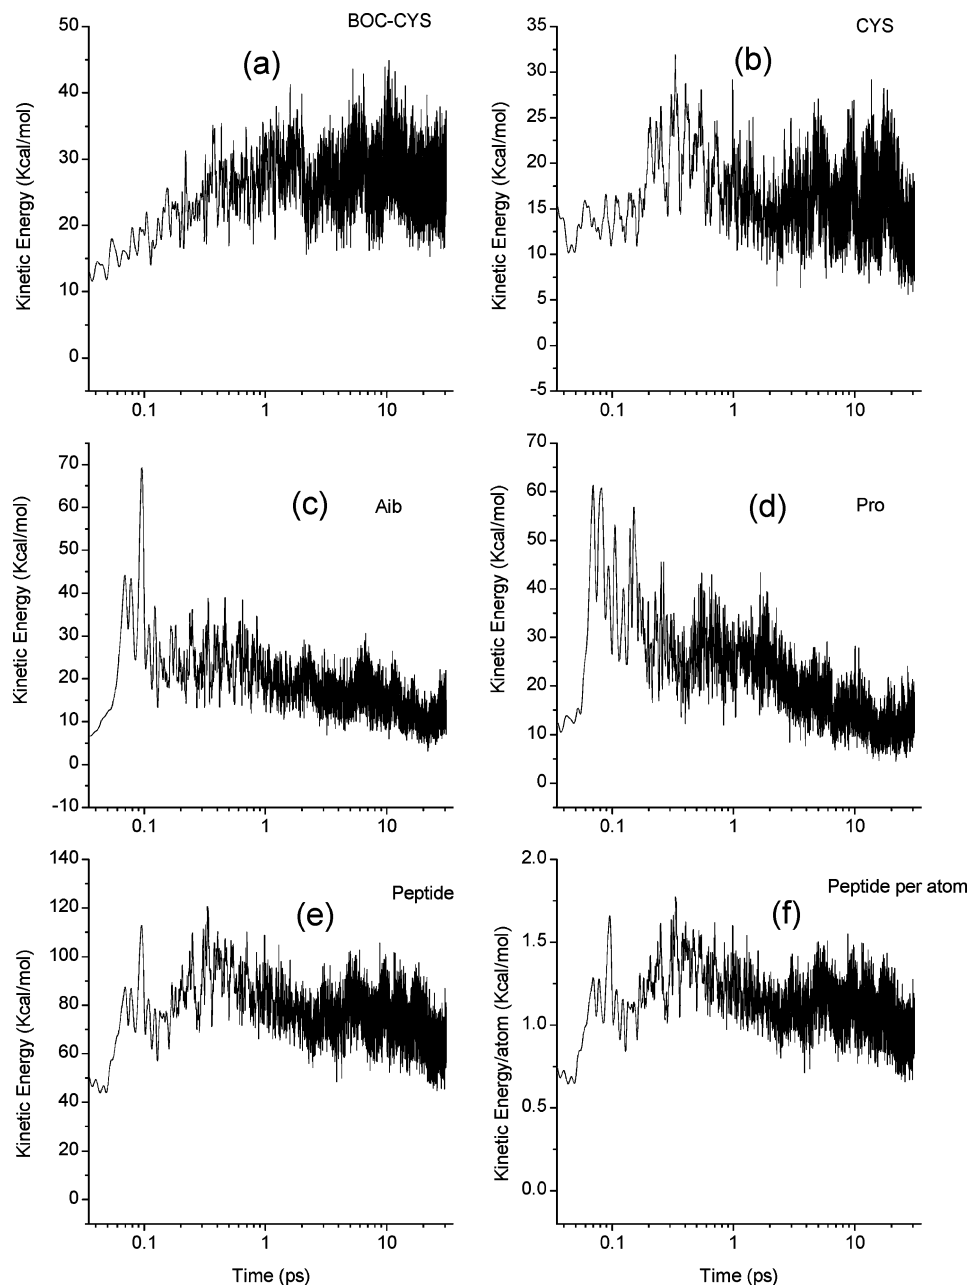 BOC-CYS
(a)
Kinetic Energy (Kcal/mol)
50
40
30
20
10
0
0.1 1 10
CYS
(b)
Kinetic Energy (Kcal/mol)
35
30
25
20
15
10
5
0
-5
0.1 1 10
(c)
Aib
Kinetic Energy (Kcal/mol)
70
60
50
40
30
20
10
0
-10
0.1 1 10
(d)
Pro
Kinetic Energy (Kcal/mol)
70
60
50
40
30
20
10
0
0.1 1 10
Peptide
(e)
Kinetic Energy (Kcal/mol)
140
120
100
80
60
40
20
0
0.1 1 10
Time (ps)
Peptide per atom
(f)
Kinetic Energy/atom (Kcal/mol)
2.0
1.5
1.0
0.5
0.0
0.1 1 10
Time (ps)